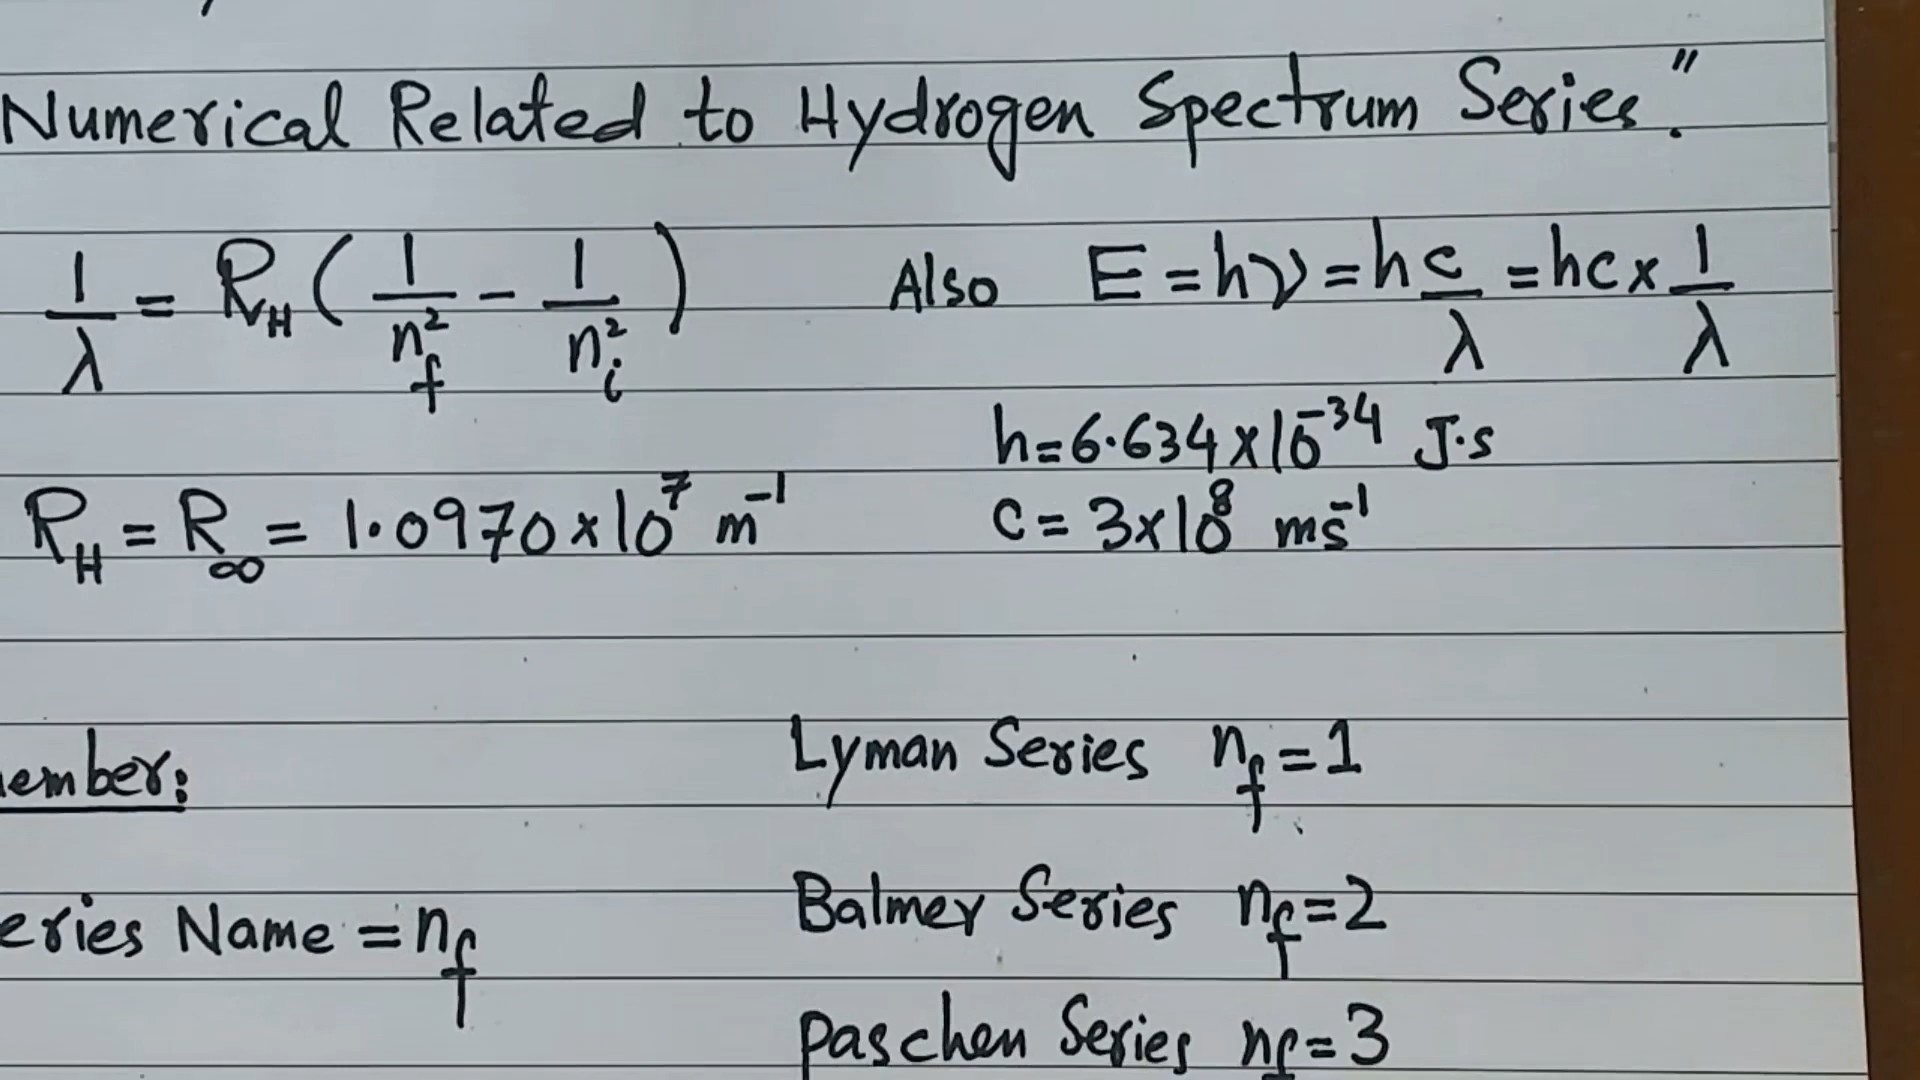 Numerical Related to Hydrogen Spectrum Series."
1/λ = R_H (1/n_f² - 1/n_i²) Also E = hν = hc/λ = hc x 1/λ
h = 6.634 x 10⁻³⁴ J·s
R_H = R_∞ = 1.0970 x 10⁷ m⁻¹ c = 3 x 10⁸ ms⁻¹
ember: Lyman Series n_f = 1
eries Name = n_f Balmer Series n_f = 2
Paschen Series n_f = 3